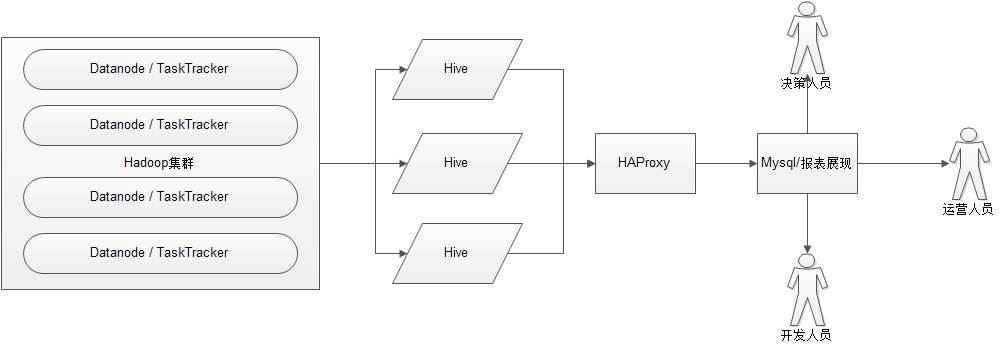 Datanode / TaskTracker
Datanode / TaskTracker
Hadoop集群
Datanode / TaskTracker
Datanode / TaskTracker
Hive
Hive
Hive
HAProxy
Mysql/报表展现
决策人员
运营人员
开发人员